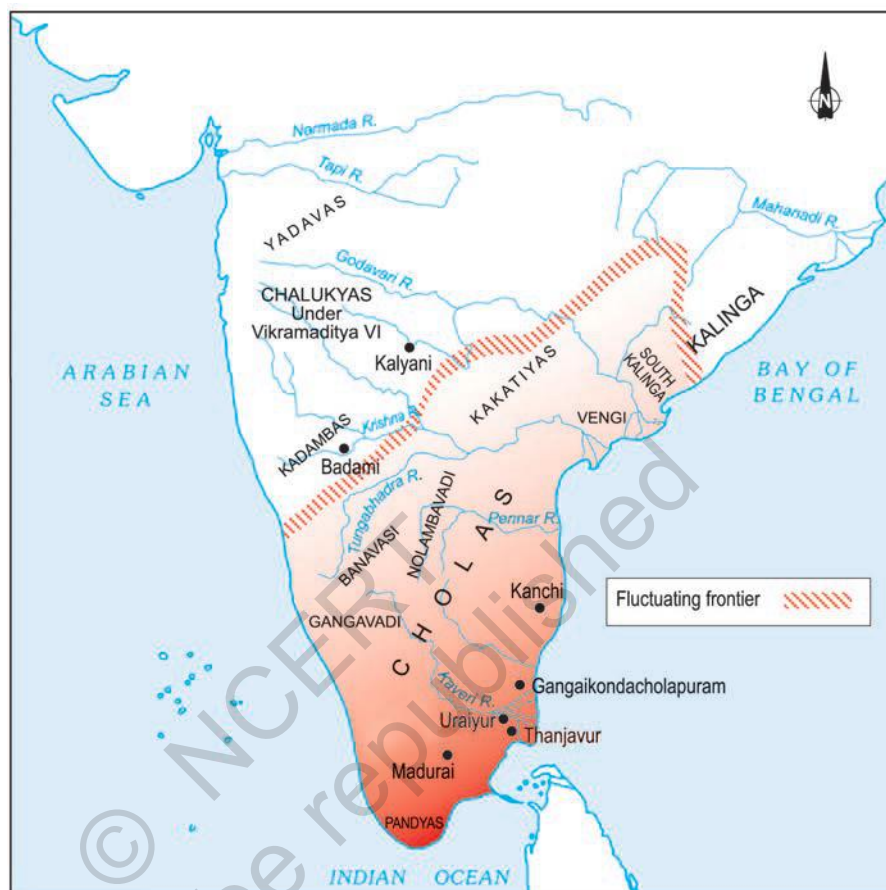 N
Narmada R.
Tapi R.
Mahanadi R.
YADAVAS
Godavari R.
CHALUKYAS
Under
Vikramaditya VI
Kalyani
KALINGA
SOUTH
KALINGA
ARABIAN
SEA
BAY OF
BENGAL
KAKATIYAS
VENGI
Krishna R.
KADAMBAS
Badami
Tungabhadra R.
NOLAMBAVADI
Pennar R.
BANAVASI
CHOLAS
Kanchi
Fluctuating frontier
GANGAVADI
Kaveri R.
Gangaikondacholapuram
Uraiyur
Thanjavur
Madurai
PANDYAS
INDIAN OCEAN
© NCERT
be republished